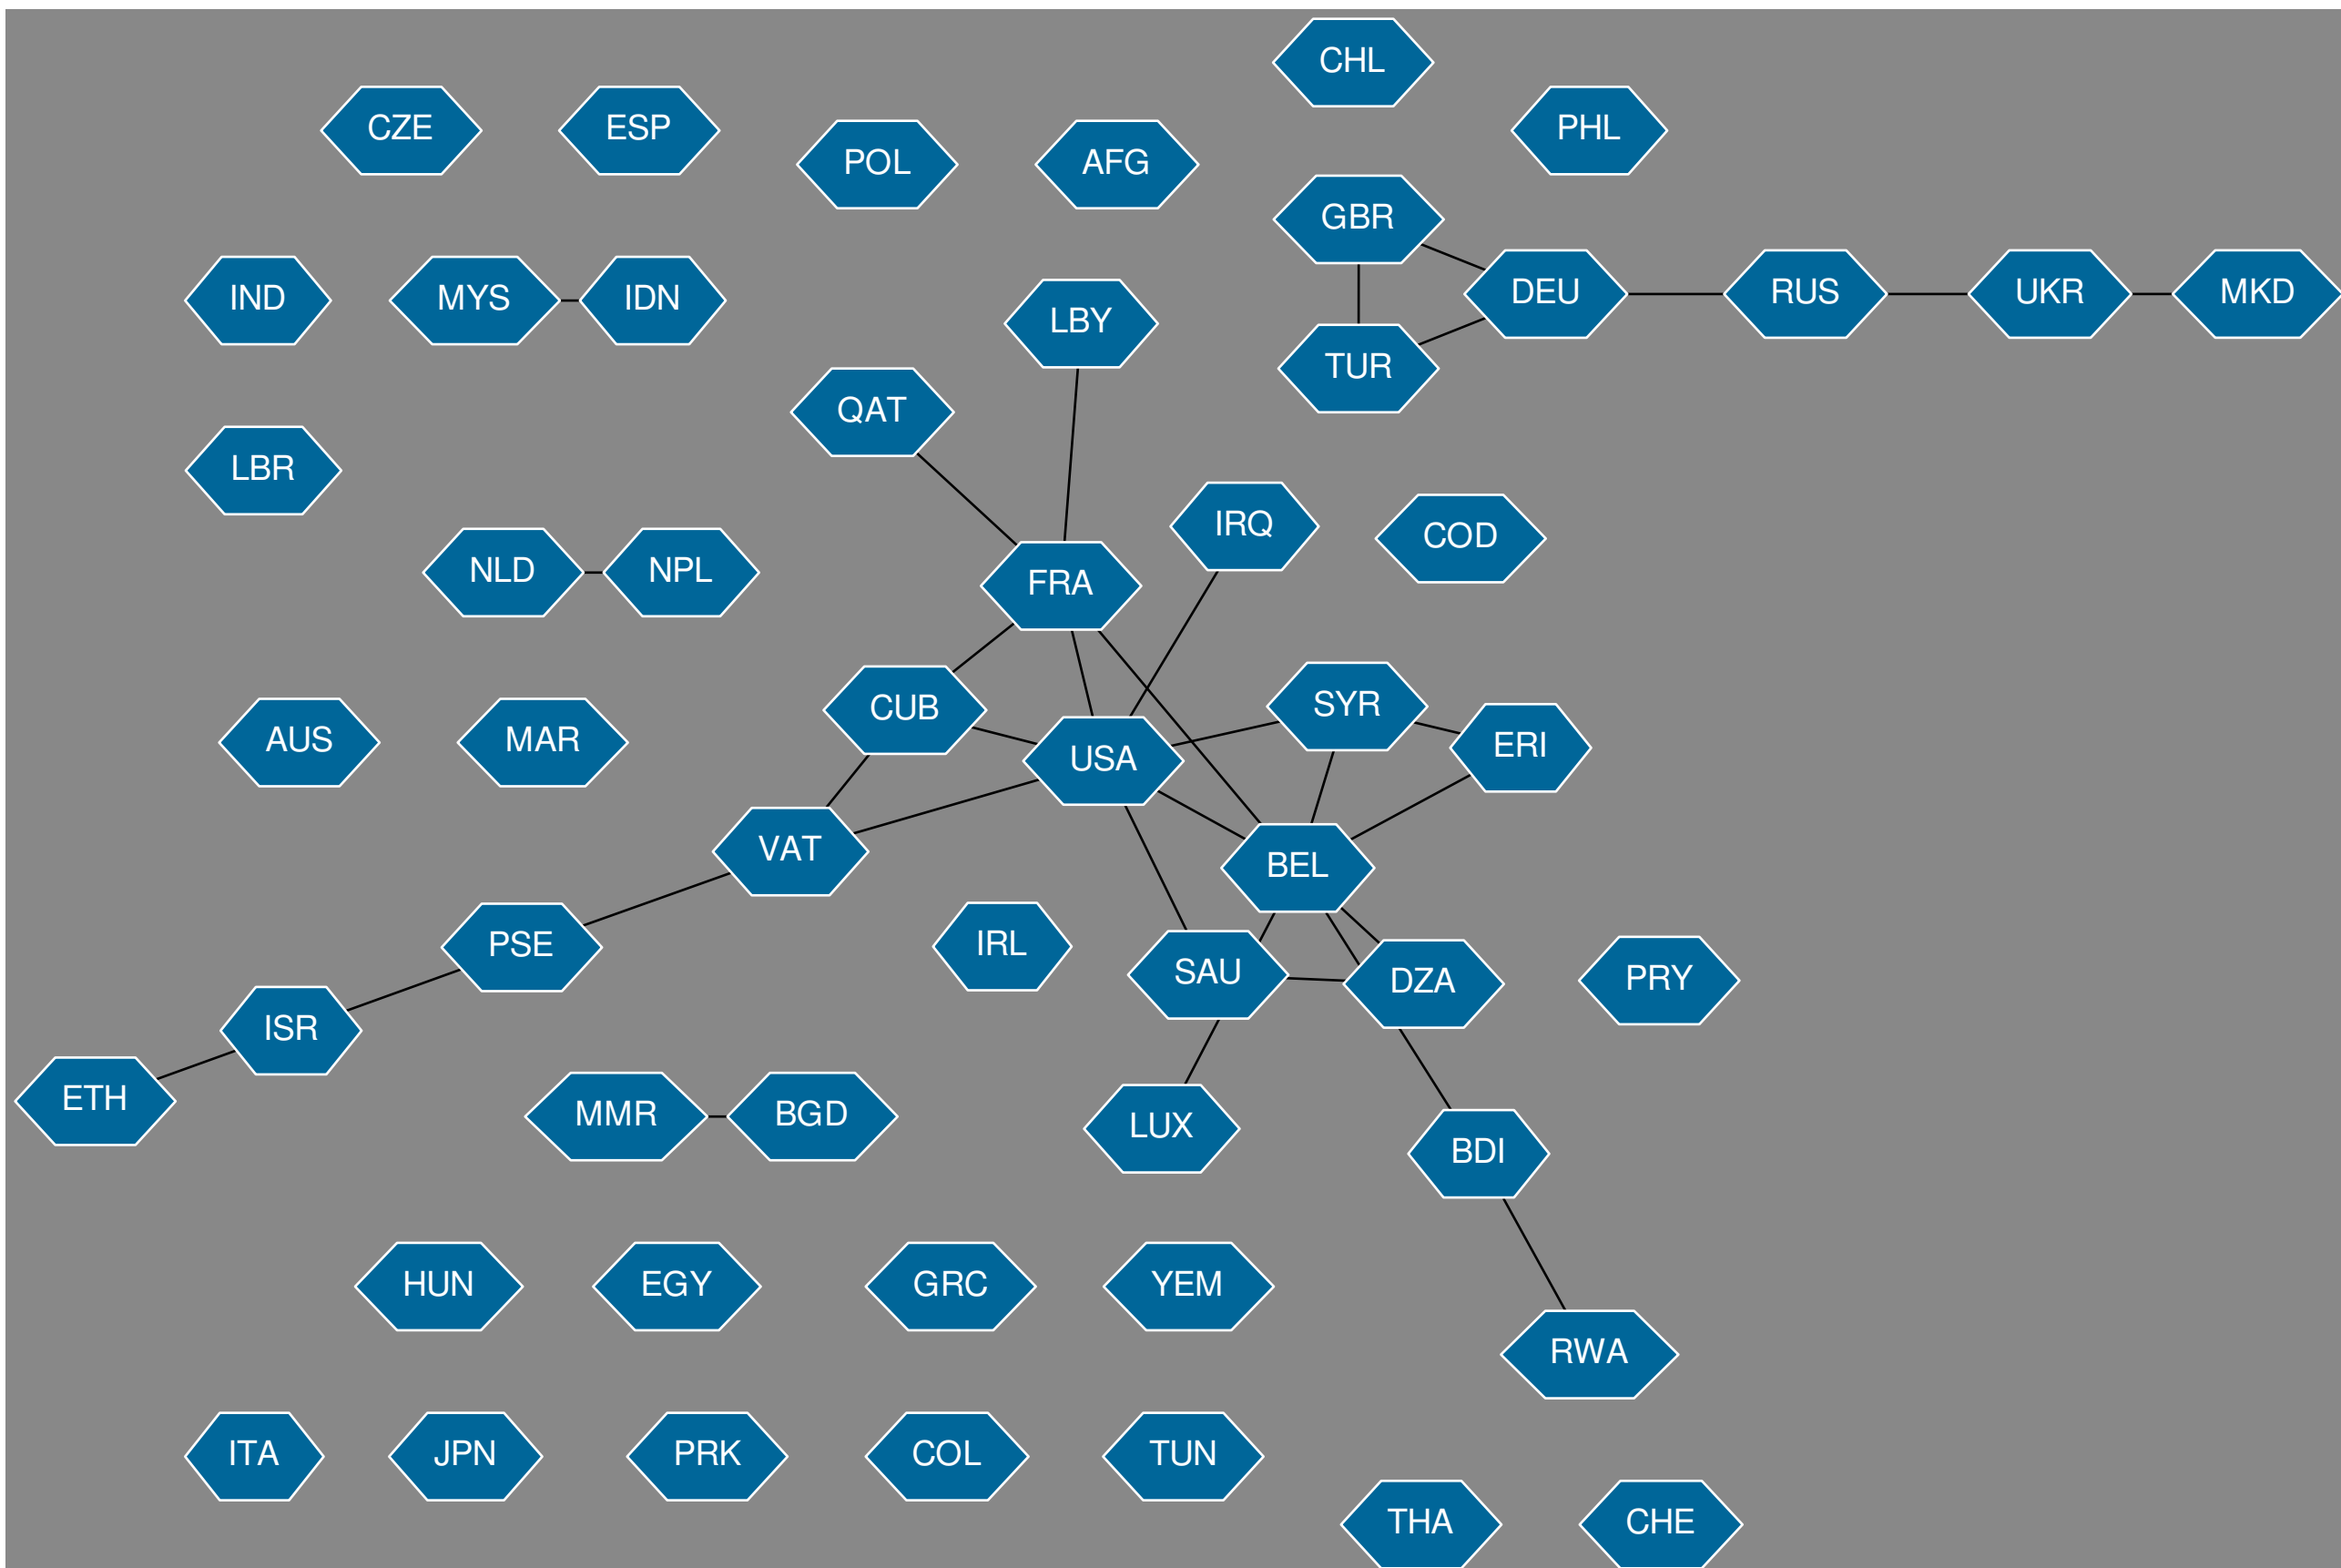 CHL
CZE
ESP
PHL
POL
AFG
GBR
IND
MYS
IDN
DEU
RUS
UKR
MKD
LBY
TUR
QAT
LBR
IRQ
COD
NLD
NPL
FRA
SYR
CUB
AUS
MAR
ERI
USA
VAT
BEL
PSE
IRL
SAU
DZA
PRY
ISR
ETH
MMR
BGD
LUX
BDI
HUN
EGY
GRC
YEM
RWA
ITA
JPN
PRK
COL
TUN
THA
CHE